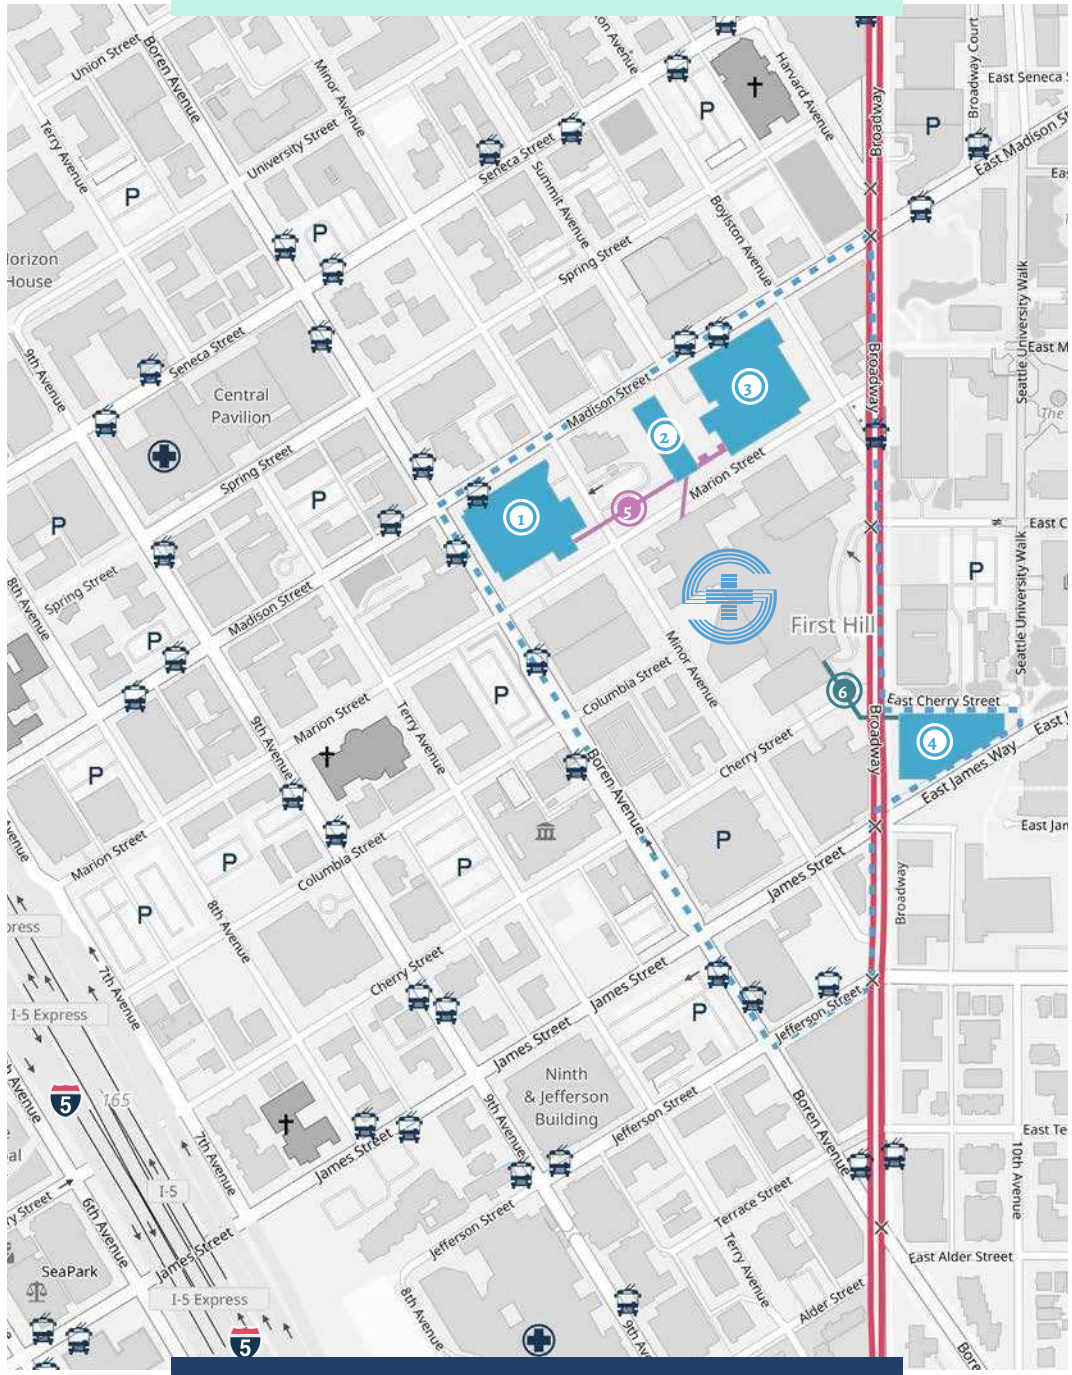 Union Street
Boren Avenue
Minor Avenue
Harvard Avenue
Broadway
Broadway Court
P
P
East Madison
Terry Avenue
University Street
Seneca Street
P
Summit Avenue
Boylston Avenue
P
Spring Street
House
Seattle University Walk
Seneca Street
Broadway
9th Avenue
Central
Pavilion
3
Madison Street
2
Spring Street
Marion Street
P
P
1
5
Spring Street
8th Avenue
P
Seattle University Walk
Madison Street
First Hill
P
Minor Avenue
Columbia Street
6
P
East Cherry Street
Marion Street
Terry Avenue
9th Avenue
Broadway
4
Cherry Street
East James Way
Boren Avenue
P
P
Marion Street
Columbia Street
P
P
James Street
Broadway
P
8th Avenue
Cherry Street
7th Avenue
James Street
I-5 Express
P
Jefferson Street
James Street
Ninth
& Jefferson
Building
5
165
9th Avenue
Jefferson Street
Boren Avenue
7th Avenue
James Street
10th Avenue
I-5
Terrace Street
6th Avenue
Jefferson Street
Terry Avenue
James Street
East Alder Street
SeaPark
I-5 Express
Alder Street
8th Avenue
5